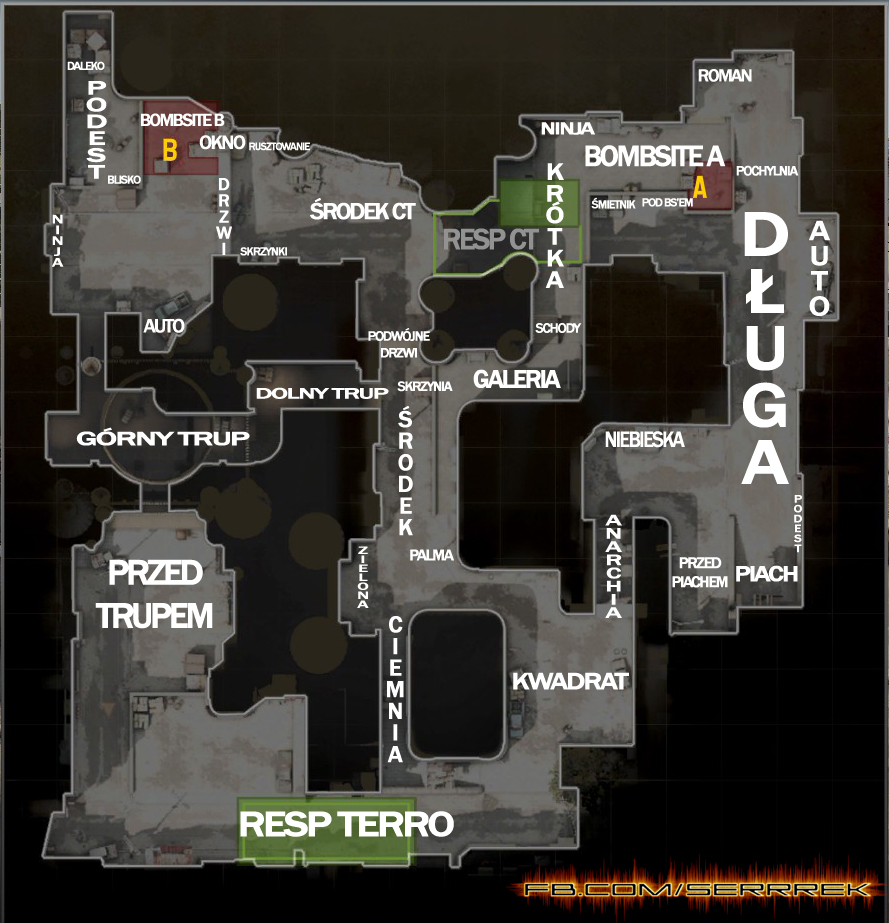 DALEKO
PODEST
BOMBSITE B
B
OKNO
RUSZTOWANIE
BLISKO
DRZWI
NINJA
SKRZYNKI
AUTO
ŚRODEK CT
PODWÓJNE
DRZWI
NINJA
ROMAN
BOMBSITE A
A
POCHYLNIA
KRÓTKA
ŚMIETNIK
POD BS'EM
RESP CT
DŁUGA
AUTO
SCHODY
GALERIA
SKRZYNIA
DOLNY TRUP
GÓRNY TRUP
ŚRODEK
NIEBIESKA
PODEST
ANARCHIA
PALMA
ZIELONA
PRZED
PIACHEM
PIACH
PRZED
TRUPEM
CIEMNIA
GO
KWADRAT
RESP TERRO
FB.COM/SERRREK